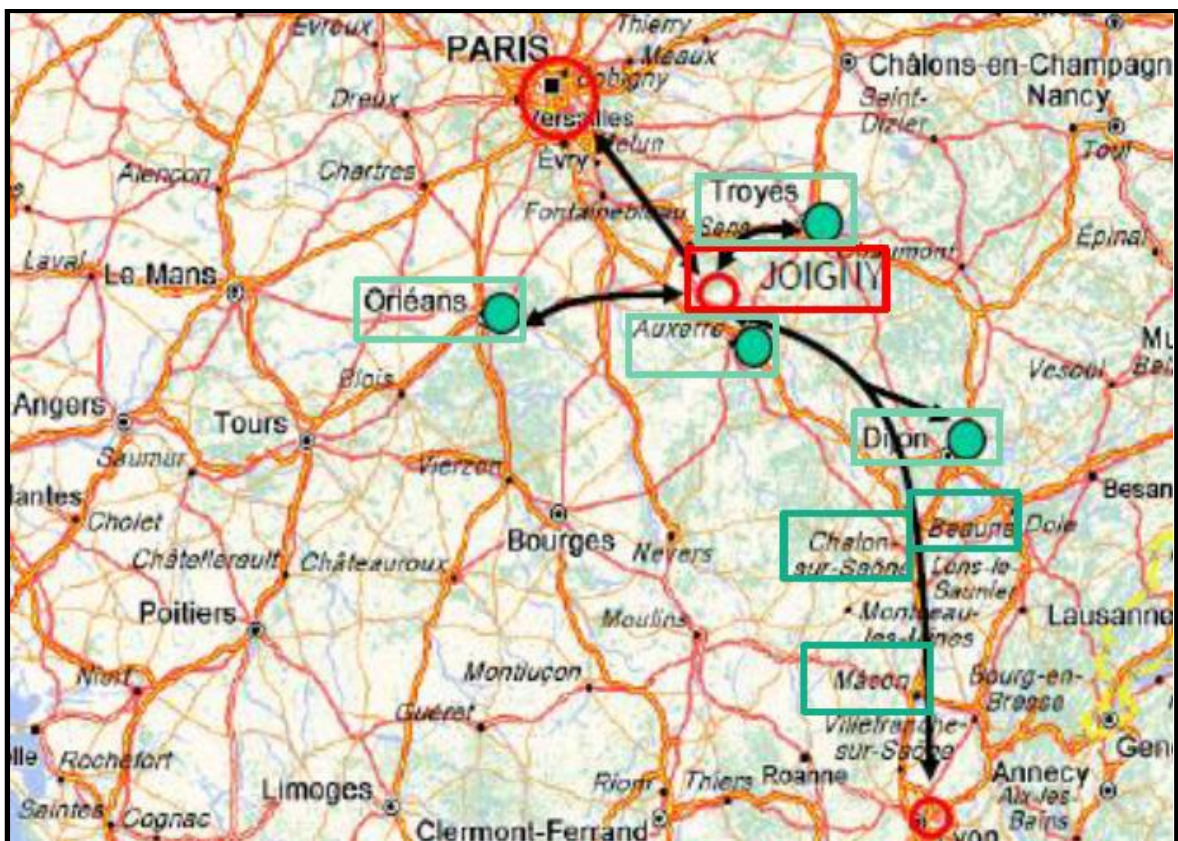 Evreux
Thierry
PARIS
Meaux
Bobigny
Châlons-en-Champagn
Nancy
Dreux
Saint-
Dizier
Versailles
Melun
Toul
Evry
Alençon
Chartres
Troyes
Fontainebleau
Sens
Épinal
Laval
Le Mans
Chaumont
JOIGNY
Orléans
Auxerre
Vesoul
Blois
Angers
Tours
Dijon
Saumur
Vierzon
Besan
Cholet
Beaune
Dole
Bourges
Nevers
Chalon-
sur-Saône
Châtellerault
Châteauroux
Lons-le-
Saunier
Poitiers
Moulins
Montceau-
les-Mines
Lausanne
Montluçon
Niort
Mâcon
Bourg-en-
Bresse
Guéret
Villefranche-
sur-Saône
Rochefort
Riom
Thiers
Roanne
Gen
Limoges
Annecy
Aix-les-
Bains
Saintes
Cognac
Clermont-Ferrand
yon